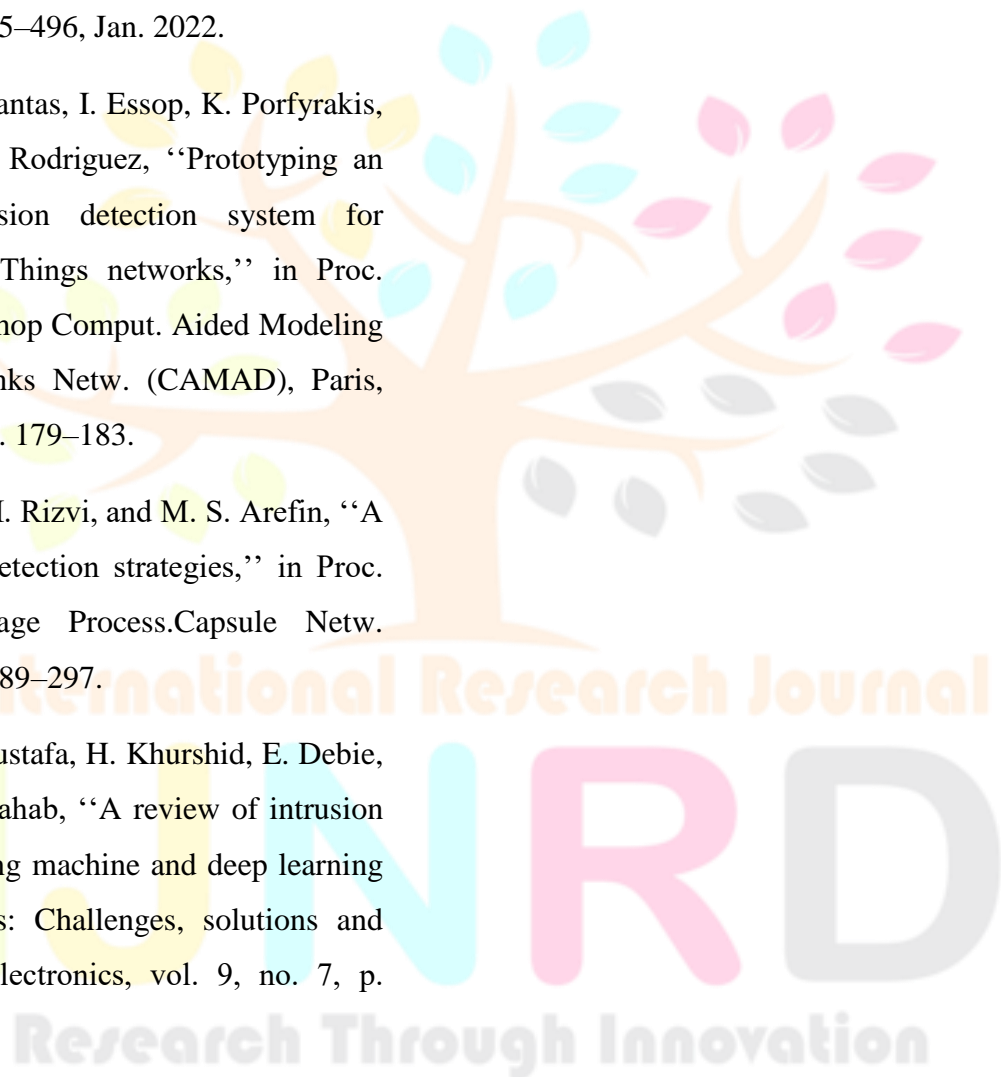 5–496, Jan. 2022.
antas, I. Essop, K. Porfyrakis,
Rodriguez, ‘‘Prototyping an
sion detection system for
Things networks,’’ in Proc.
hop Comput. Aided Modeling
nks Netw. (CAMAD), Paris,
. 179–183.
I. Rizvi, and M. S. Arefin, ‘‘A
etection strategies,’’ in Proc.
age Process.Capsule Netw.
89–297.
ernational Research Journal
ustafa, H. Khurshid, E. Debie,
ahab, ‘‘A review of intrusion
ng machine and deep learning
s: Challenges, solutions and
lectronics, vol. 9, no. 7, p.
IJNRD
Research Through Innovation